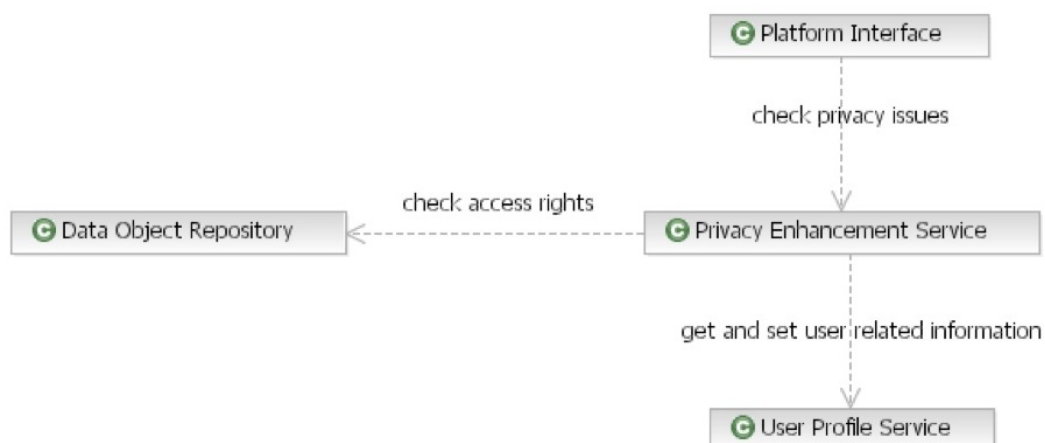 Platform Interface
check privacy issues
check access rights
Data Object Repository
Privacy Enhancement Service
get and set user related information
User Profile Service